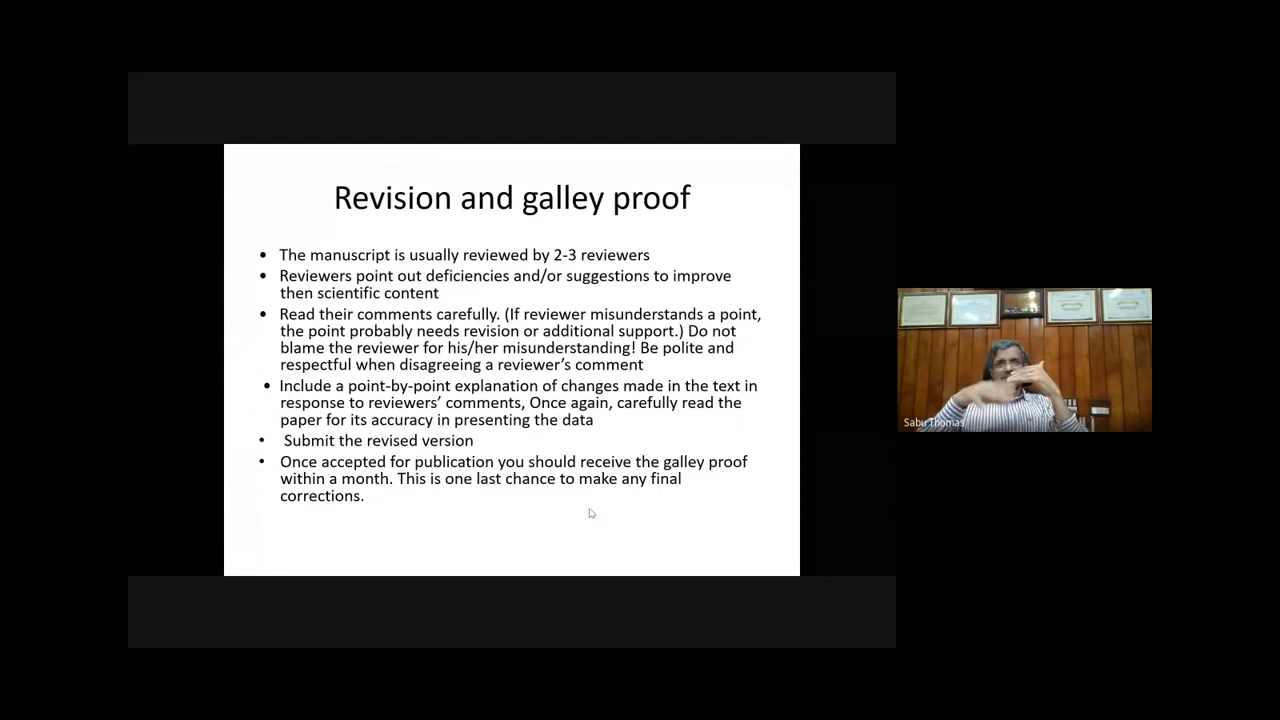 Revision and galley proof
• The manuscript is usually reviewed by 2-3 reviewers
• Reviewers point out deficiencies and/or suggestions to improve
then scientific content
• Read their comments carefully. (If reviewer misunderstands a point,
the point probably needs revision or additional support.) Do not
blame the reviewer for his/her misunderstanding! Be polite and
respectful when disagreeing a reviewer’s comment
• Include a point-by-point explanation of changes made in the text in
response to reviewers’ comments, Once again, carefully read the
paper for its accuracy in presenting the data
• Submit the revised version
• Once accepted for publication you should receive the galley proof
within a month. This is one last chance to make any final
corrections.
Sabu Thomas